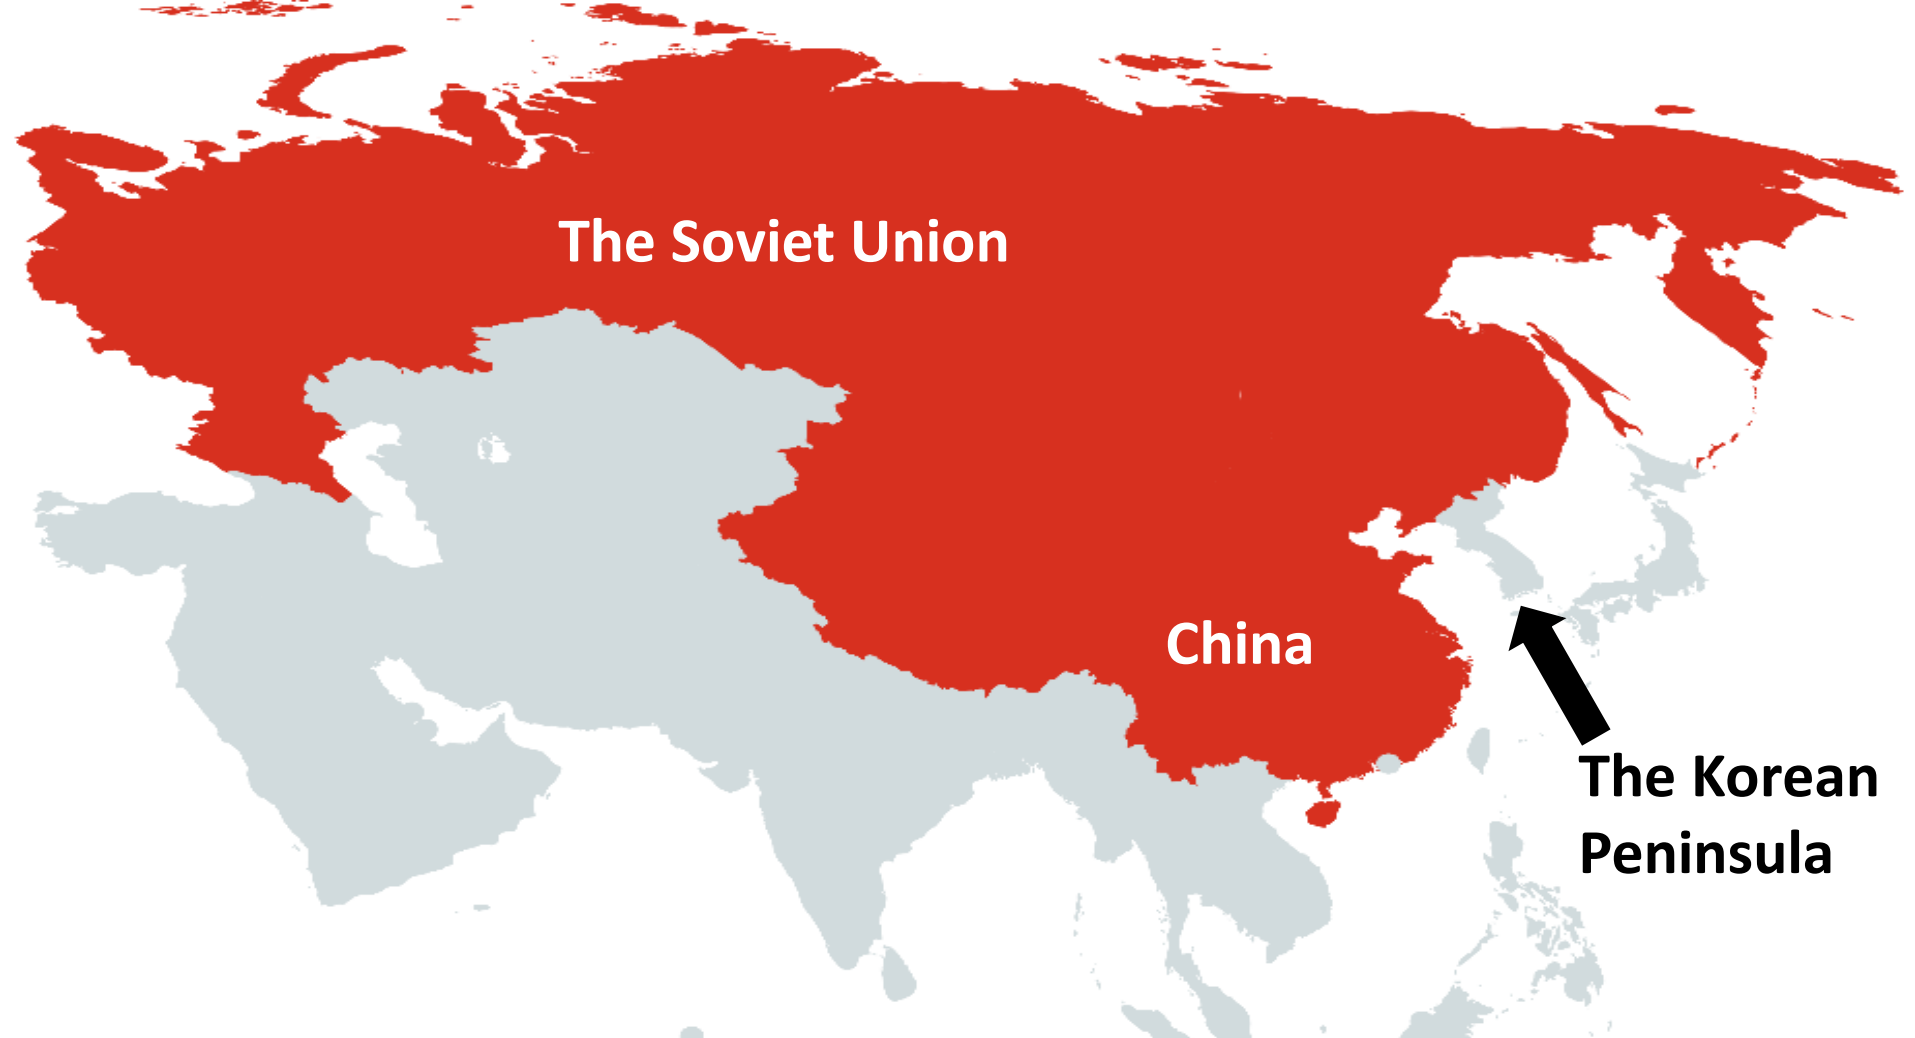 The Soviet Union
China
The Korean
Peninsula